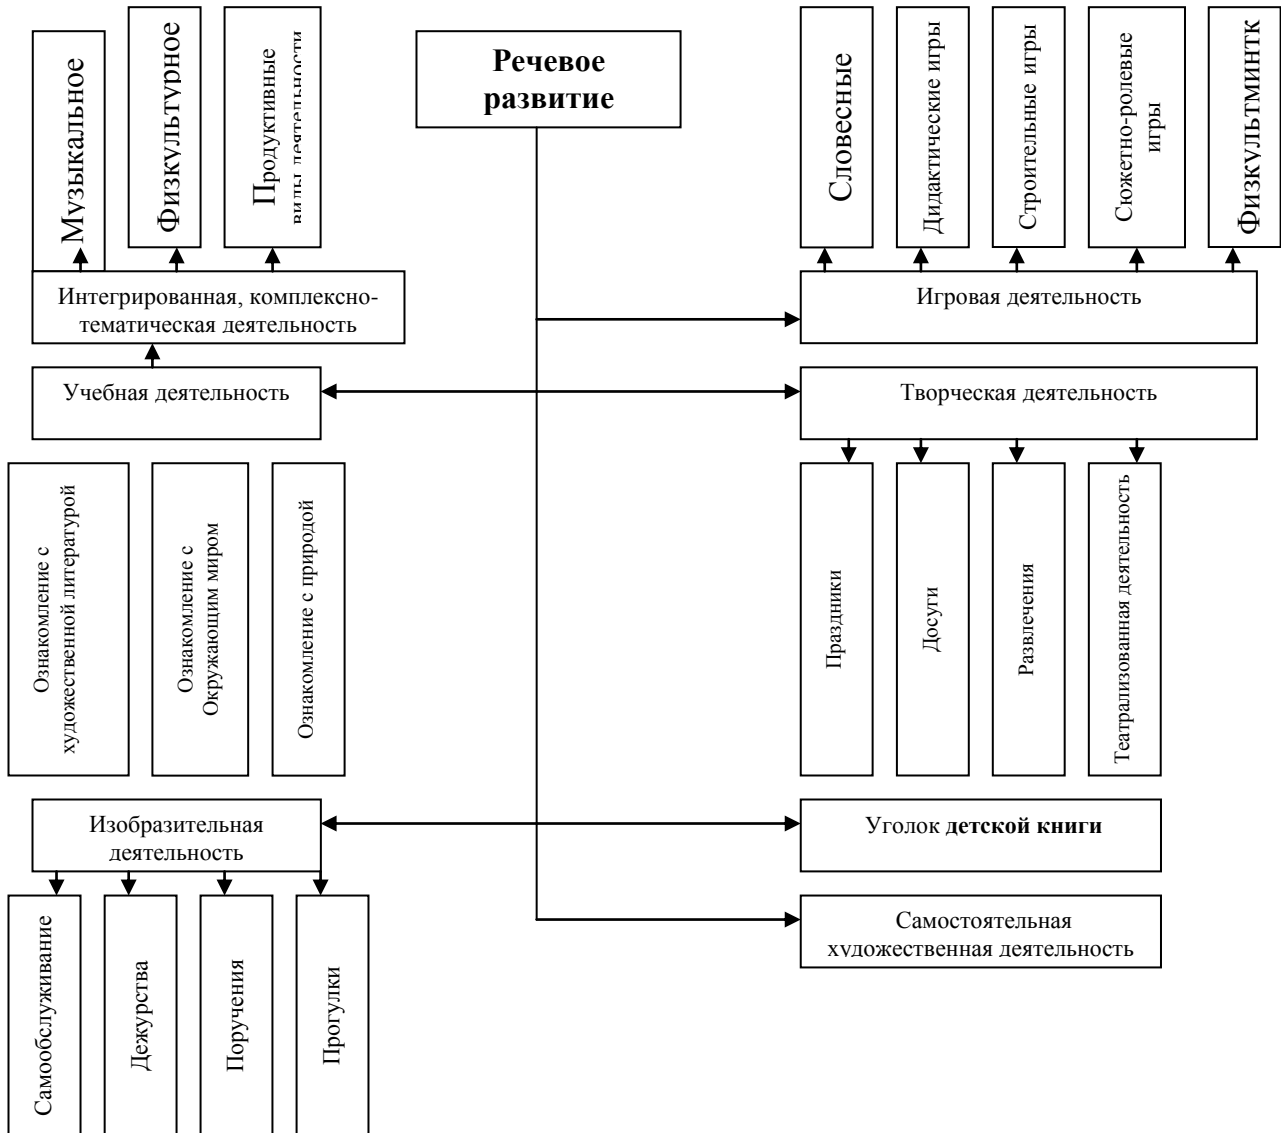 Музыкальное
Физкультурное
Продуктивные
виды деятельности
Речевое
развитие
Словесные
Дидактические игры
Строительные игры
Сюжетно-ролевые
игры
Физкультминтк
Интегрированная, комплексно-
тематическая деятельность
Игровая деятельность
Учебная деятельность
Творческая деятельность
Ознакомление с
художественной литературой
Ознакомление с
Окружающим миром
Ознакомление с природой
Праздники
Досуги
Развлечения
Театрализованная деятельность
Изобразительная
деятельность
Уголок детской книги
Самостоятельная
художественная деятельность
Самообслуживание
Дежурства
Поручения
Прогулки